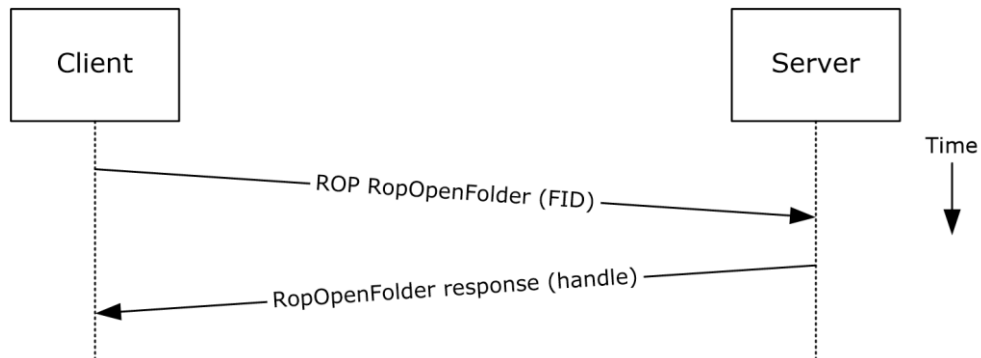 Client
Server
Time
ROP RopOpenFolder (FID)
RopOpenFolder response (handle)